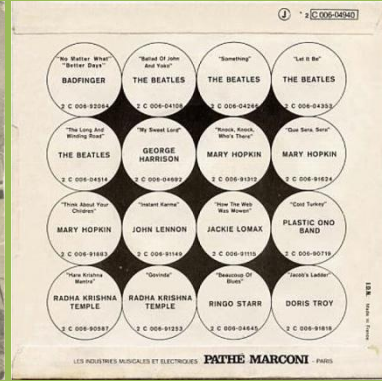 J 2 C 006-04940
"No Matter What"
"Better Days"
BADFINGER
2 C 006-92064
"Ballad Of John
And Yoko"
THE BEATLES
2 C 006-04108
"Something"
THE BEATLES
2 C 006-04266
"Let It Be"
THE BEATLES
2 C 006-04353
"The Long And
Winding Road"
THE BEATLES
2 C 006-04514
"My Sweet Lord"
GEORGE
HARRISON
2 C 006-04692
"Knock, Knock,
Who's There"
MARY HOPKIN
2 C 006-91312
"Que Sera, Sera"
MARY HOPKIN
2 C 006-91624
"Think About Your
Children"
MARY HOPKIN
2 C 006-91683
"Instant Karma"
JOHN LENNON
2 C 006-91149
"How The Web
Was Woven"
JACKIE LOMAX
2 C 006-91115
"Cold Turkey"
PLASTIC ONO
BAND
2 C 006-90719
"Hare Krishna
Mantra"
RADHA KRISHNA
TEMPLE
2 C 006-90587
"Govinda"
RADHA KRISHNA
TEMPLE
2 C 006-91253
"Beaucoup Of
Blues"
RINGO STARR
2 C 006-04645
"Jacob's Ladder"
DORIS TROY
2 C 006-91819
Made in France
LES INDUSTRIES MUSICALES ET ELECTRIQUES PATHÉ MARCONI - PARIS